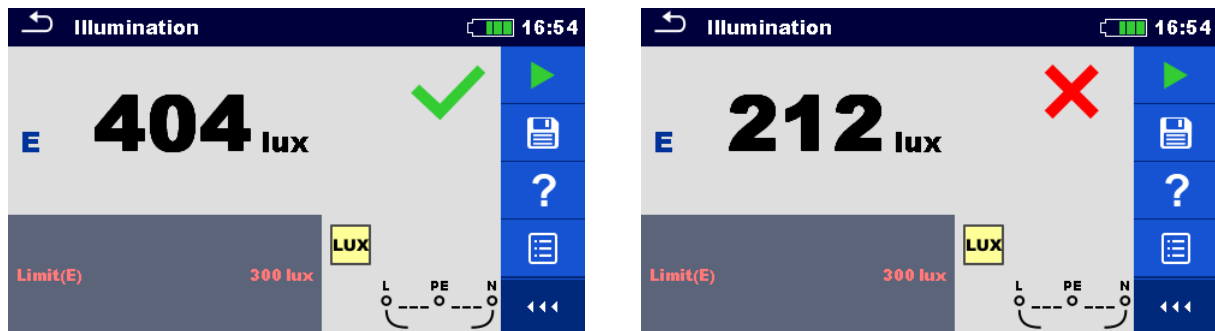 Illumination 16:54
E 404 lux
?
LUX
Limit(E) 300 lux
L PE N
Illumination 16:54
E 212 lux
?
LUX
Limit(E) 300 lux
L PE N